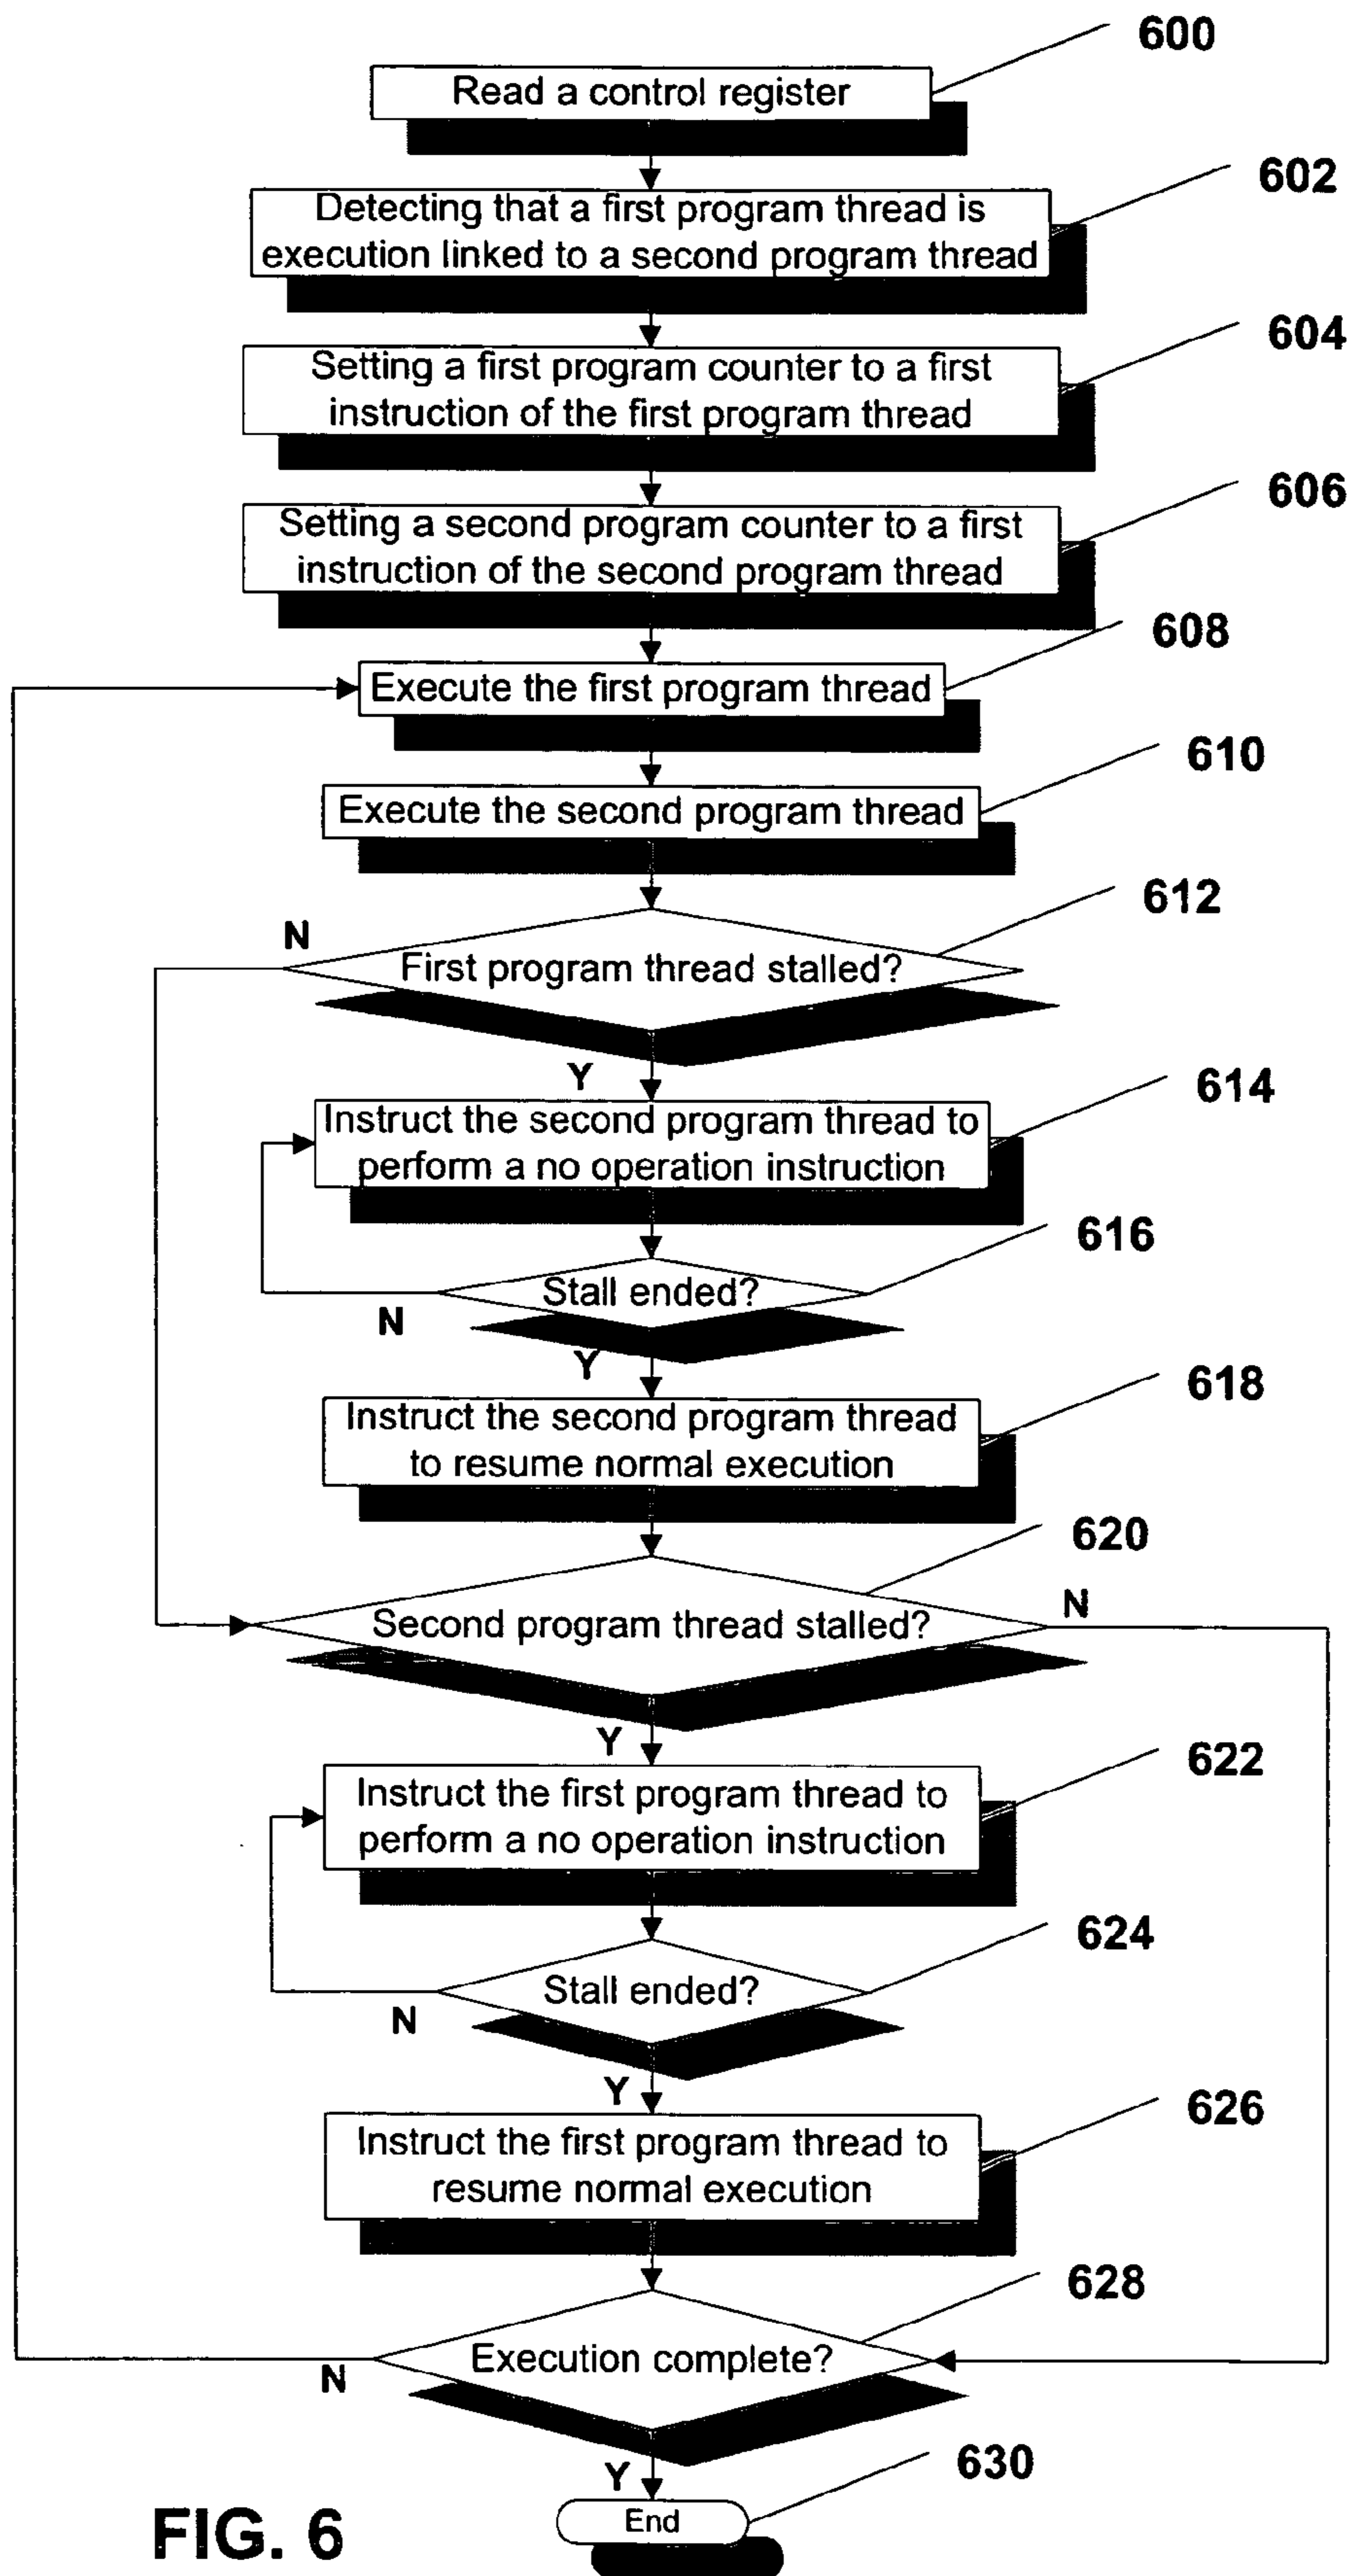 600
Read a control register
602
Detecting that a first program thread is
execution linked to a second program thread
604
Setting a first program counter to a first
instruction of the first program thread
606
Setting a second program counter to a first
instruction of the second program thread
608
Execute the first program thread
610
Execute the second program thread
612
N
First program thread stalled?
Y
614
Instruct the second program thread to
perform a no operation instruction
616
Stall ended?
N
Y
618
Instruct the second program thread
to resume normal execution
620
N
Second program thread stalled?
Y
622
Instruct the first program thread to
perform a no operation instruction
624
Stall ended?
N
Y
626
Instruct the first program thread to
resume normal execution
628
Execution complete?
N
Y
630
End
FIG. 6